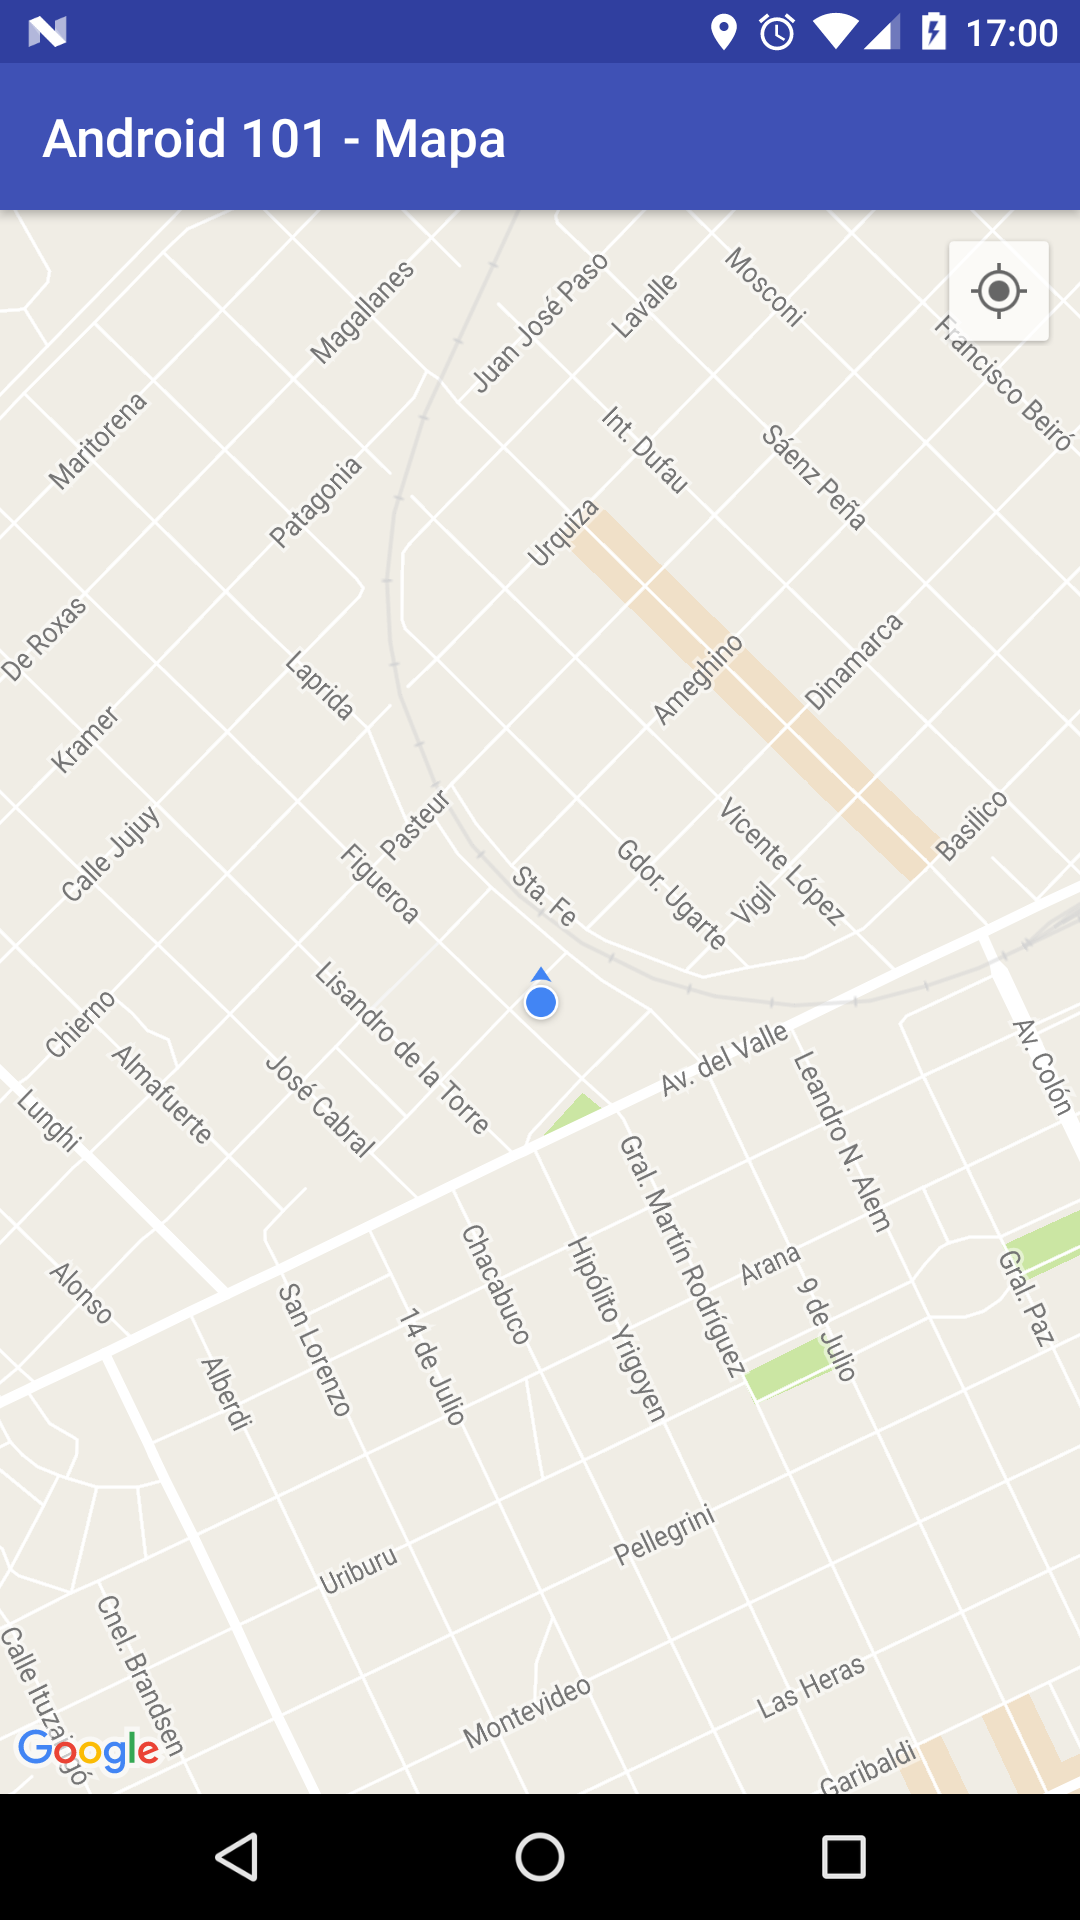 17:00
Android 101 - Mapa
Magallanes
Juan José Paso
Lavalle
Mosconi
Francisco Beiró
Maritorena
Patagonia
Int. Dufau
Sáenz Peña
Urquiza
De Roxas
Laprida
Ameghino
Dinamarca
Kramer
Calle Jujuy
Pasteur
Figueroa
Sta. Fe
Gdor. Ugarte
Vicente López
Vigil
Basilico
Chierno
Almafuerte
Lisandro de la Torre
José Cabral
Lunghi
Av. del Valle
Leandro N. Alem
Av. Colón
Alonso
San Lorenzo
Alberdi
14 de Julio
Chacabuco
Hipólito Yrigoyen
Gral. Martín Rodríguez
Arana
9 de Julio
Gral. Paz
Uriburu
Pellegrini
Cnel. Brandsen
Calle Ituzaingó
Montevideo
Las Heras
Garibaldi
Google